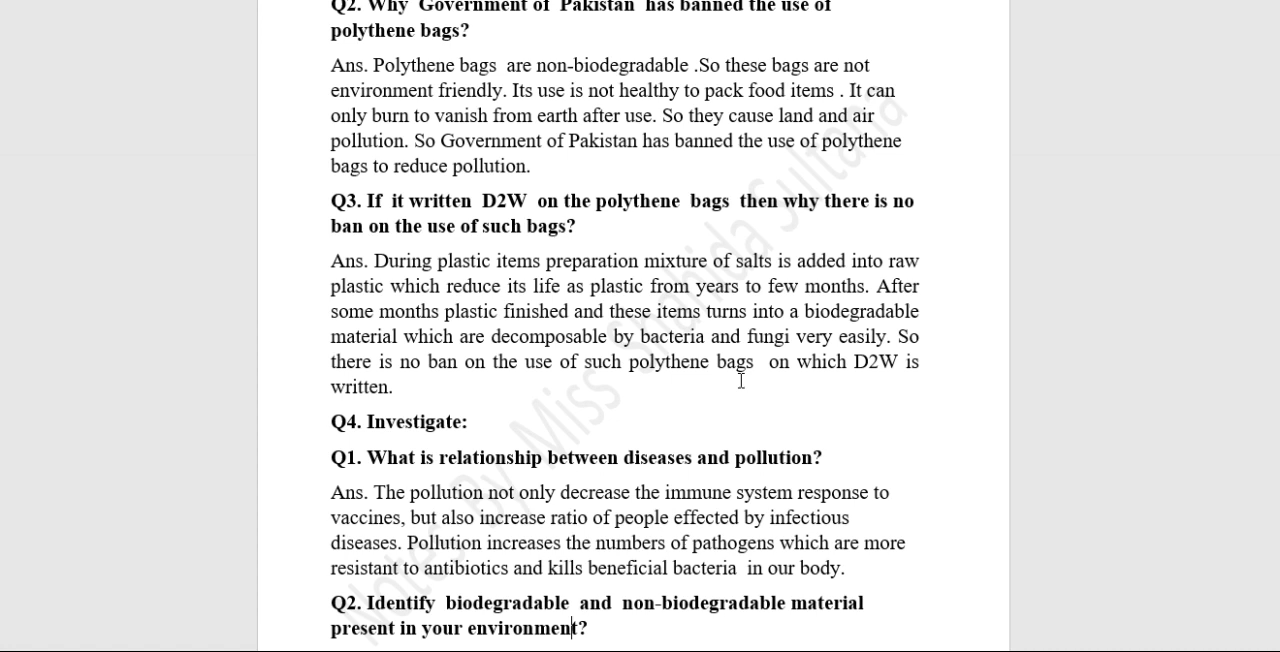 Q2. Why Government of Pakistan has banned the use of
polythene bags?
Ans. Polythene bags are non-biodegradable .So these bags are not
environment friendly. Its use is not healthy to pack food items . It can
only burn to vanish from earth after use. So they cause land and air
pollution. So Government of Pakistan has banned the use of polythene
bags to reduce pollution.
Q3. If it written D2W on the polythene bags then why there is no
ban on the use of such bags?
Ans. During plastic items preparation mixture of salts is added into raw
plastic which reduce its life as plastic from years to few months. After
some months plastic finished and these items turns into a biodegradable
material which are decomposable by bacteria and fungi very easily. So
there is no ban on the use of such polythene bags on which D2W is
written.
Q4. Investigate:
Q1. What is relationship between diseases and pollution?
Ans. The pollution not only decrease the immune system response to
vaccines, but also increase ratio of people effected by infectious
diseases. Pollution increases the numbers of pathogens which are more
resistant to antibiotics and kills beneficial bacteria in our body.
Q2. Identify biodegradable and non-biodegradable material
present in your environment?
Notes By Miss Shahida Sultana